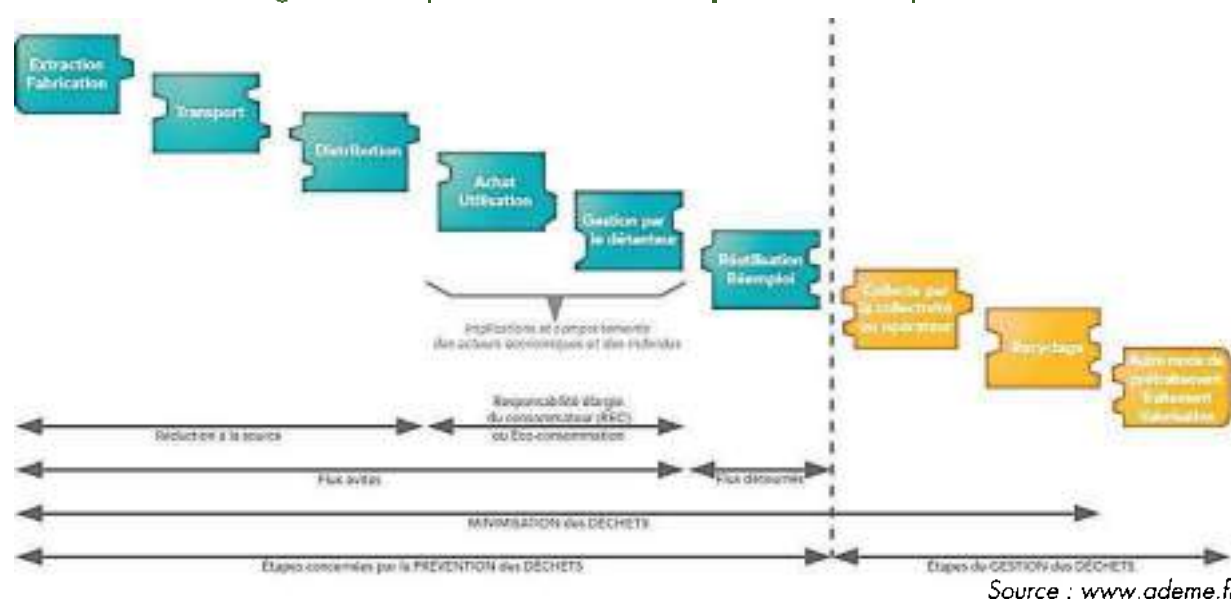 Extraction
Fabrication
Transport
Distribution
Achat
Utilisation
Gestion par
le détenteur
Réutilisation
Réemploi
Collecte par
la collectivité
ou opérateur
Recyclage
Autre mode de
prétraitement
Traitement
Valorisation
Implications et comportements
des acteurs économiques et des individus
Responsabilité élargie
du consommateur (REC)
ou Éco-consommation
Réduction à la source
Flux évités
Flux détournés
MINIMISATION des DÉCHETS
Étapes concernées par la PRÉVENTION des DÉCHETS
Étapes de GESTION des DÉCHETS
Source : www.ademe.f